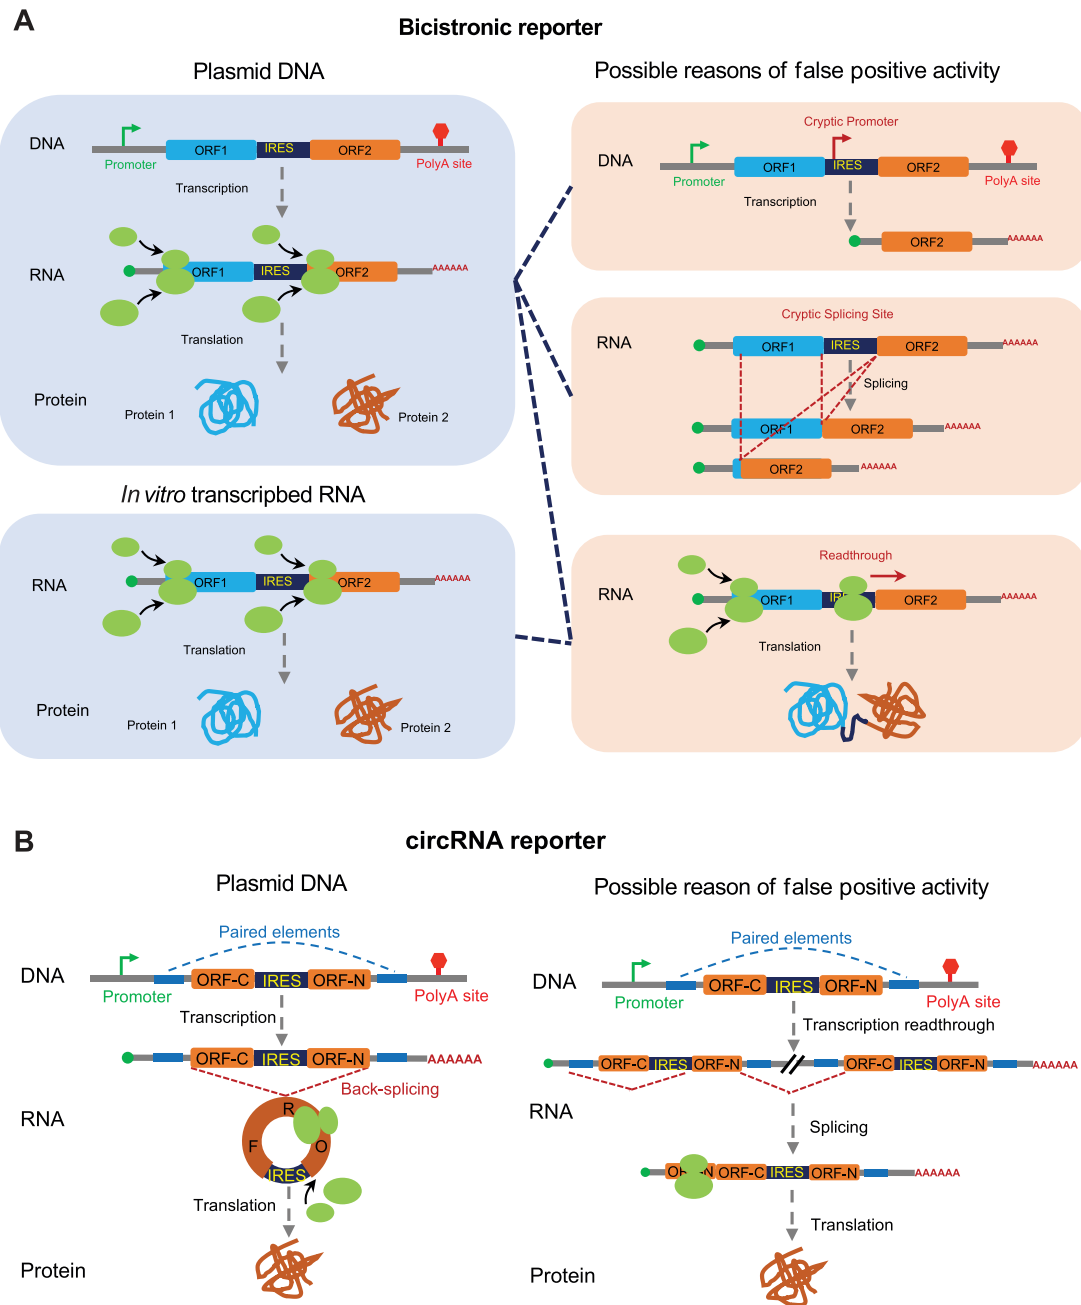 A
Bicistronic reporter
Plasmid DNA
Possible reasons of false positive activity
DNA
Promoter
ORF1
IRES
ORF2
PolyA site
Transcription
RNA
ORF1
IRES
ORF2
AAAAAA
Translation
Protein
Protein 1
Protein 2
In vitro transcripbed RNA
RNA
ORF1
IRES
ORF2
AAAAAA
Translation
Protein
Protein 1
Protein 2
Cryptic Promoter
DNA
Promoter
ORF1
IRES
ORF2
PolyA site
Transcription
ORF2
AAAAAA
Cryptic Splicing Site
RNA
ORF1
IRES
ORF2
AAAAAA
Splicing
ORF1
ORF2
AAAAAA
ORF2
AAAAAA
Readthrough
RNA
ORF1
ORF2
AAAAAA
Translation
B
circRNA reporter
Plasmid DNA
Possible reason of false positive activity
Paired elements
DNA
ORF-C
IRES
ORF-N
Promoter
PolyA site
Transcription
ORF-C
IRES
ORF-N
AAAAAA
Back-splicing
RNA
R
F
O
IRES
Translation
Protein
Paired elements
DNA
ORF-C
IRES
ORF-N
Promoter
PolyA site
Transcription readthrough
ORF-C
IRES
ORF-N
ORF-C
IRES
ORF-N
AAAAAA
RNA
Splicing
ORF-C
IRES
ORF-N
AAAAAA
Translation
Protein